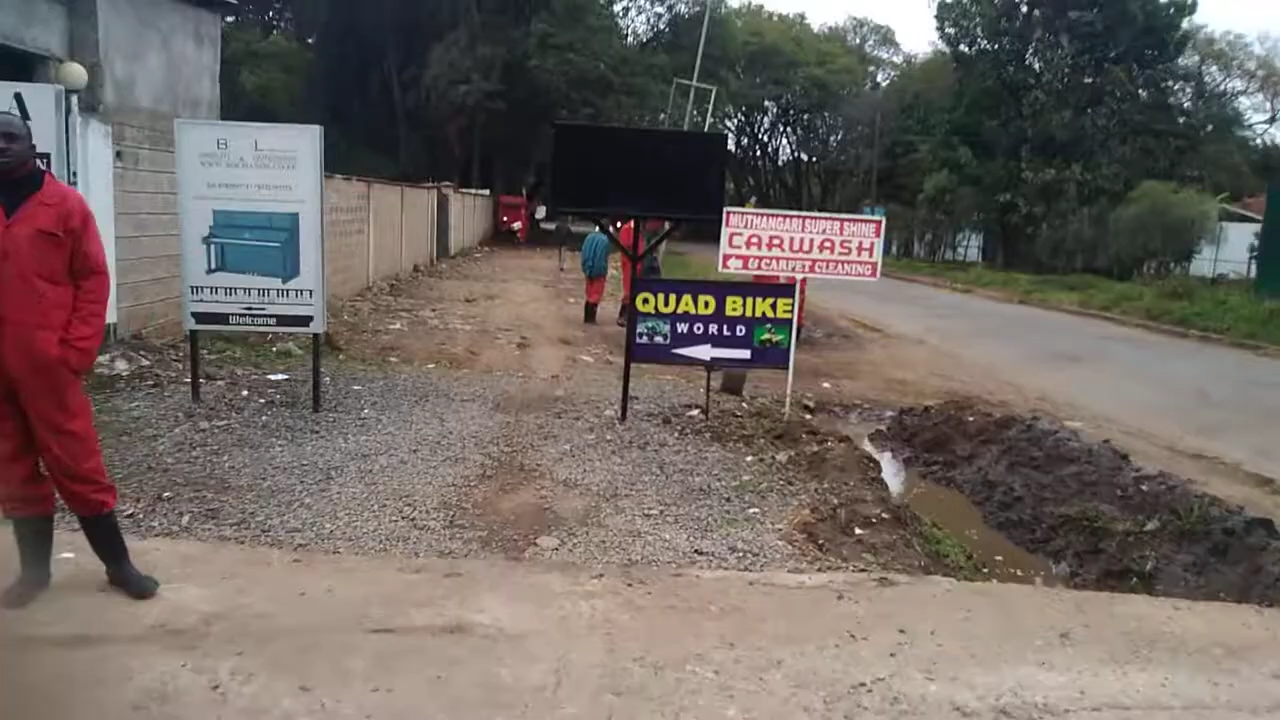 B L
Welcome
MUTHANGARI SUPER SHINE
CARWASH
& CARPET CLEANING
QUAD BIKE
WORLD
N